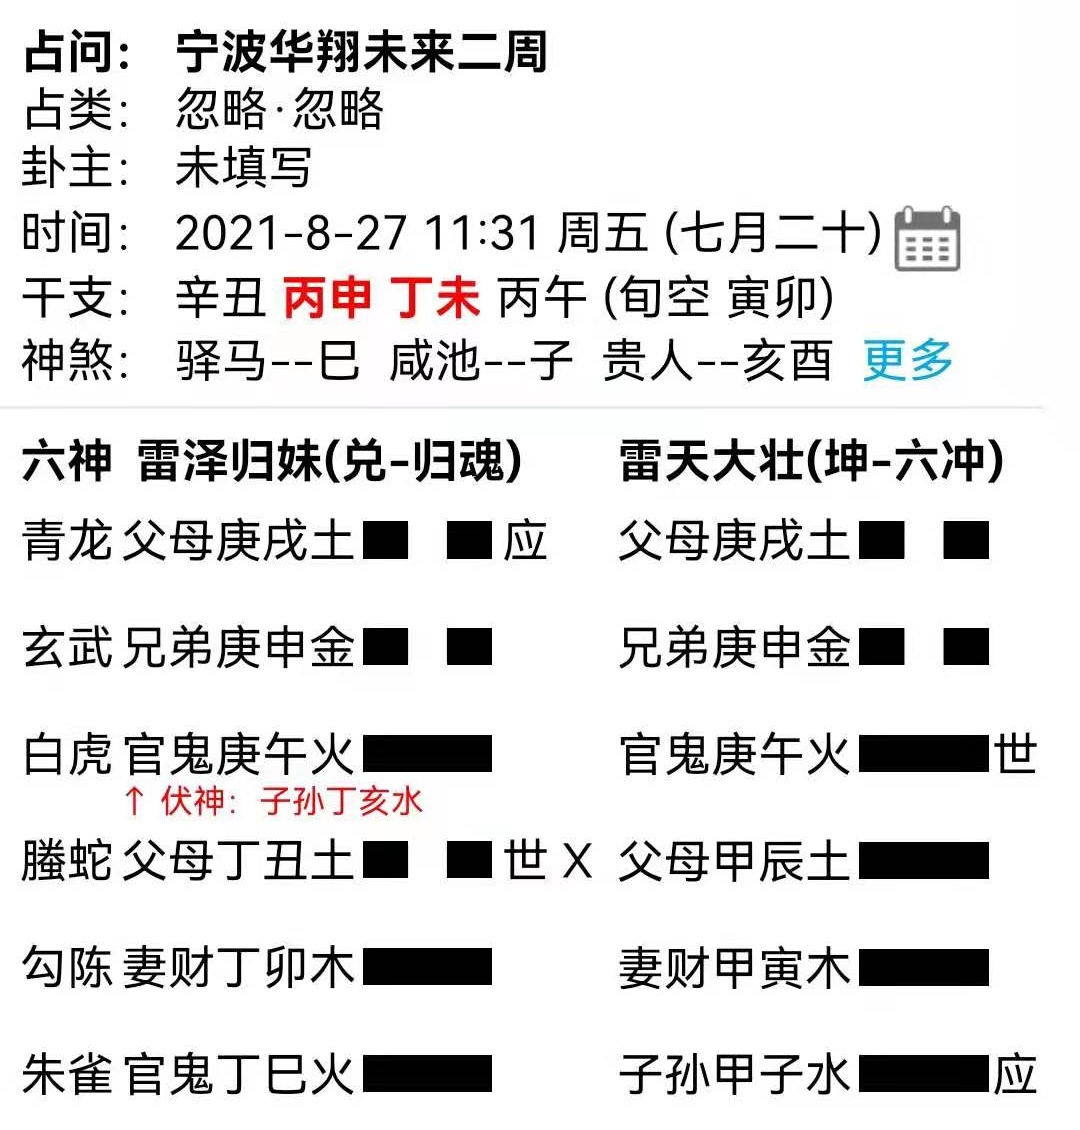 占问： 宁波华翔未来二周
占类： 忽略·忽略
卦主： 未填写
时间： 2021-8-27 11:31 周五 (七月二十)
干支： 辛丑 丙申 丁未 丙午 (旬空 寅卯)
神煞： 驿马--巳 咸池--子 贵人--亥酉 更多
六神 雷泽归妹(兑-归魂) 雷天大壮(坤-六冲)
青龙 父母庚戌土 应 父母庚戌土
玄武 兄弟庚申金 兄弟庚申金
白虎 官鬼庚午火 官鬼庚午火 世
↑ 伏神：子孙丁亥水
螣蛇 父母丁丑土 世 X 父母甲辰土
勾陈 妻财丁卯木 妻财甲寅木
朱雀 官鬼丁巳火 子孙甲子水 应